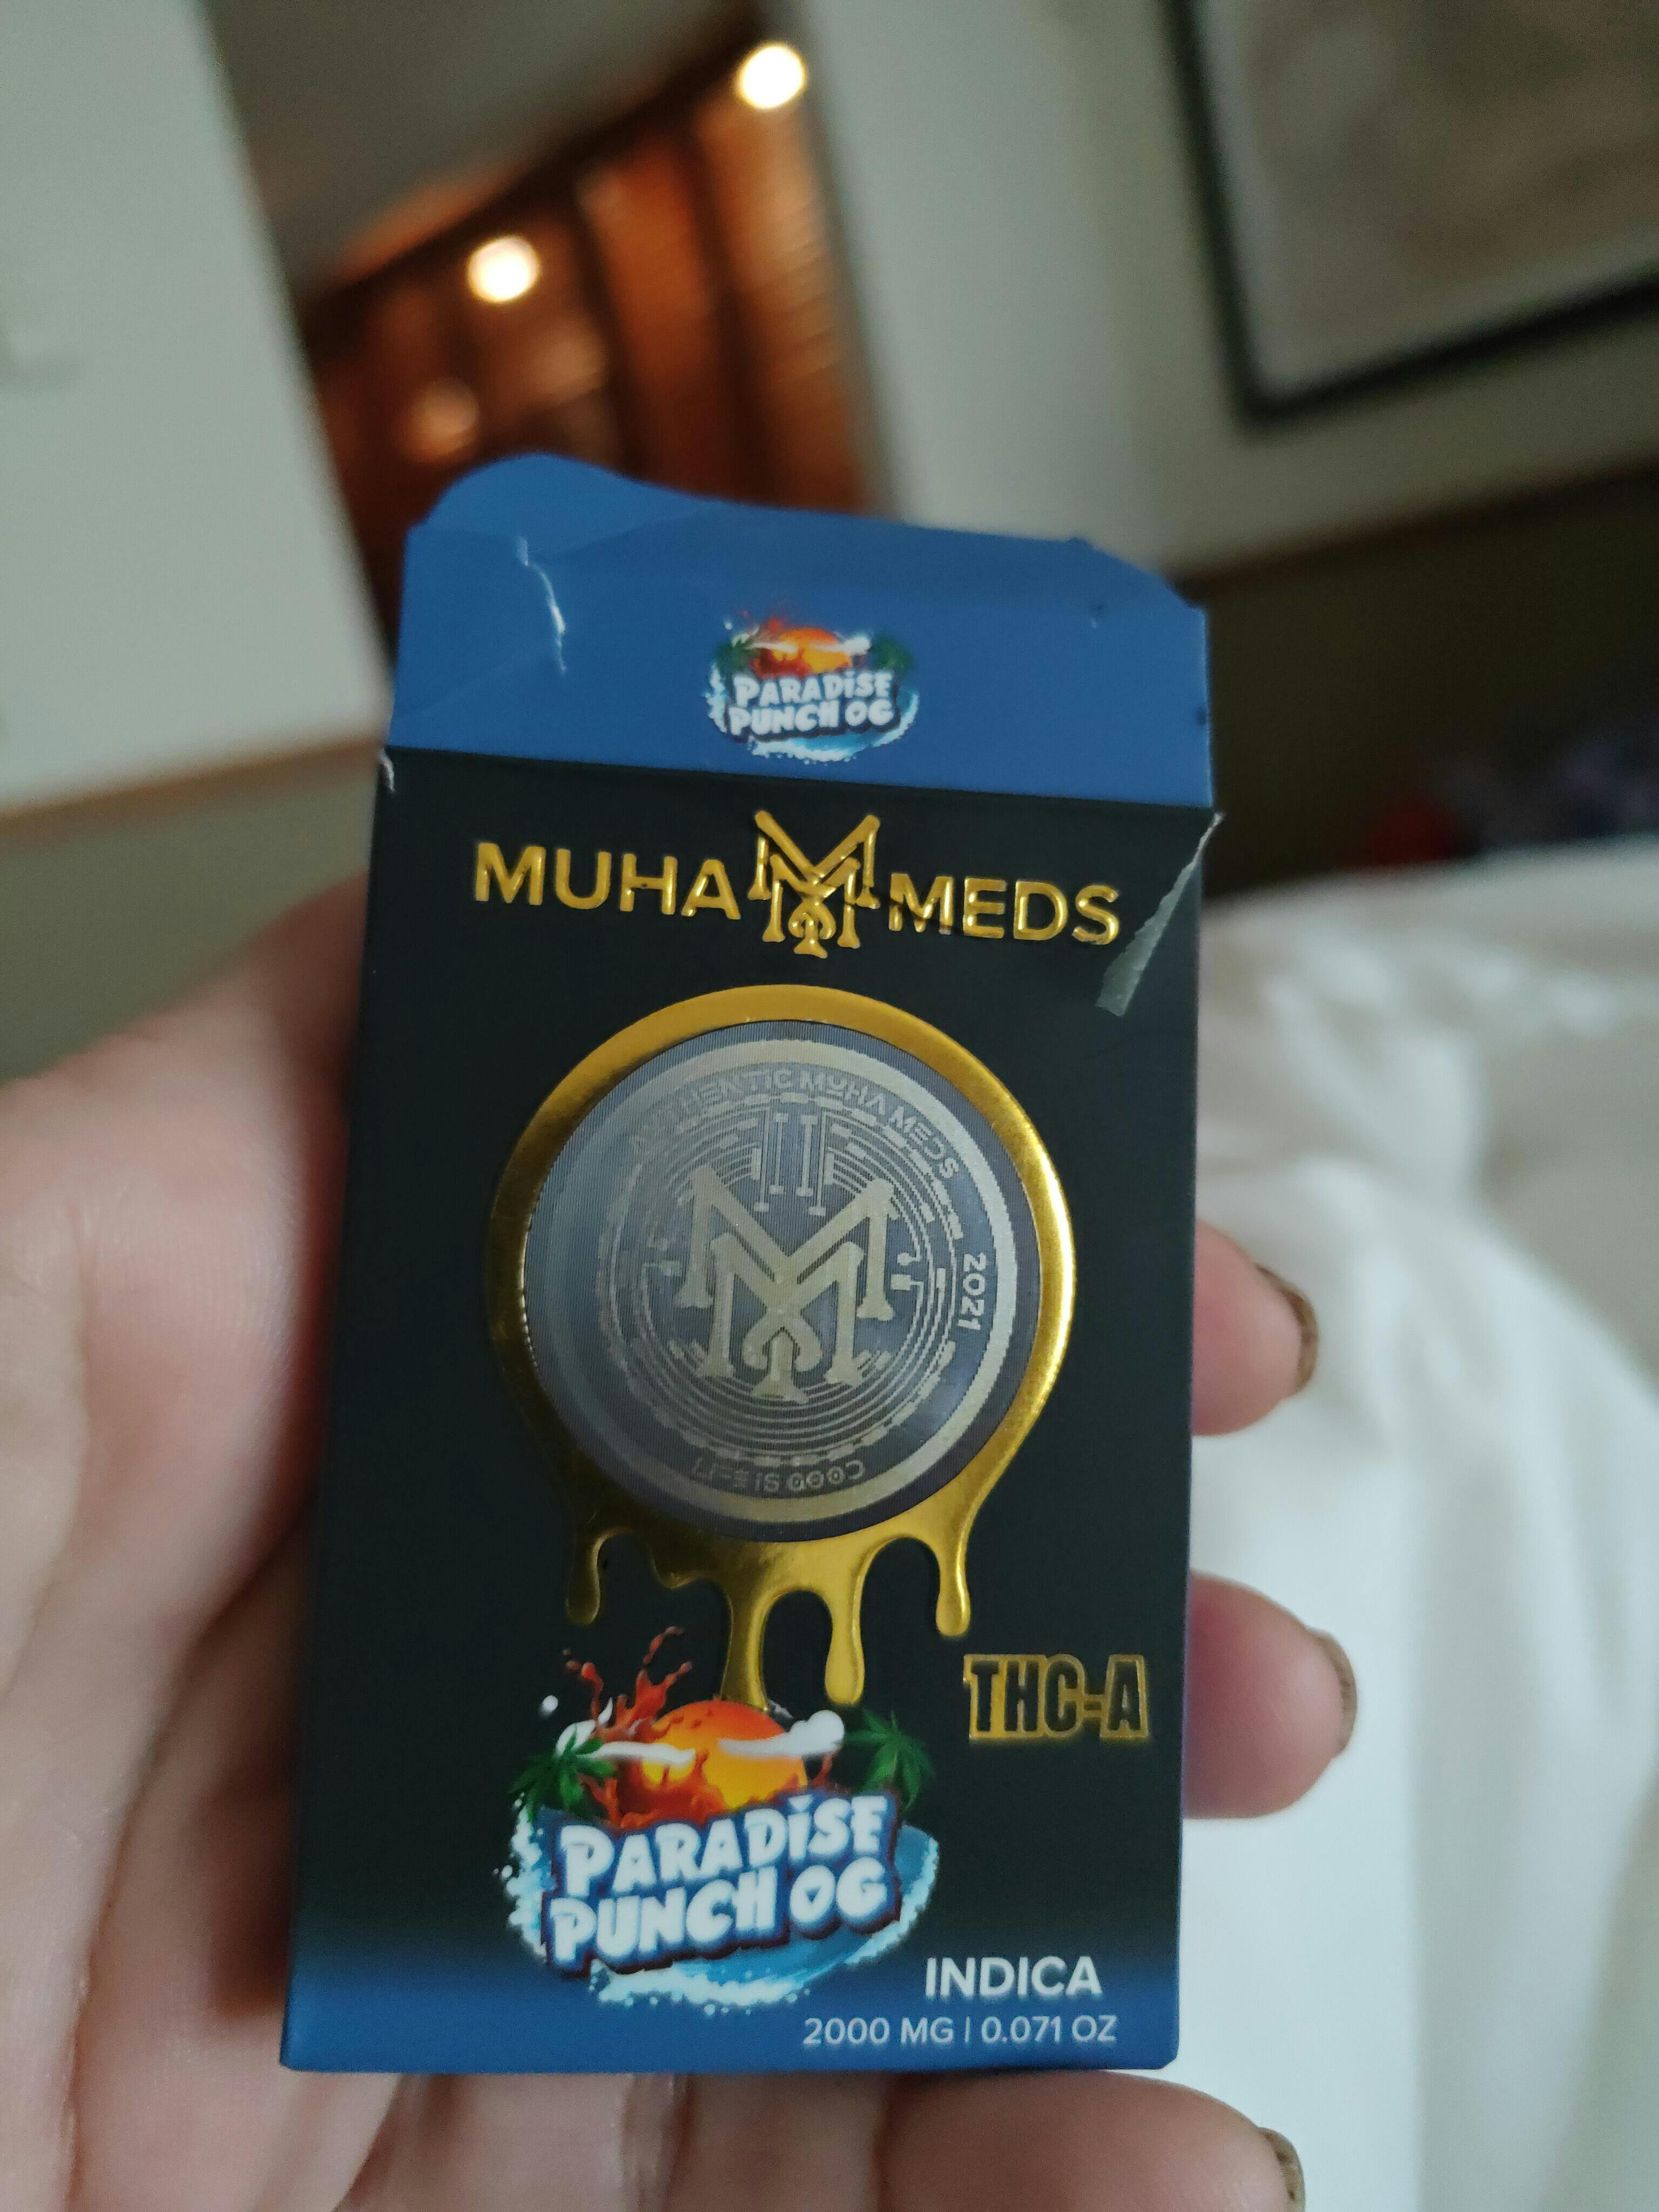 PARADISE
PUNCH OG
MUHA MEDS
AUTHENTIC MUHA MEDS
2021
THC-A
PARADISE
PUNCH OG
INDICA
2000 MG | 0.071 OZ